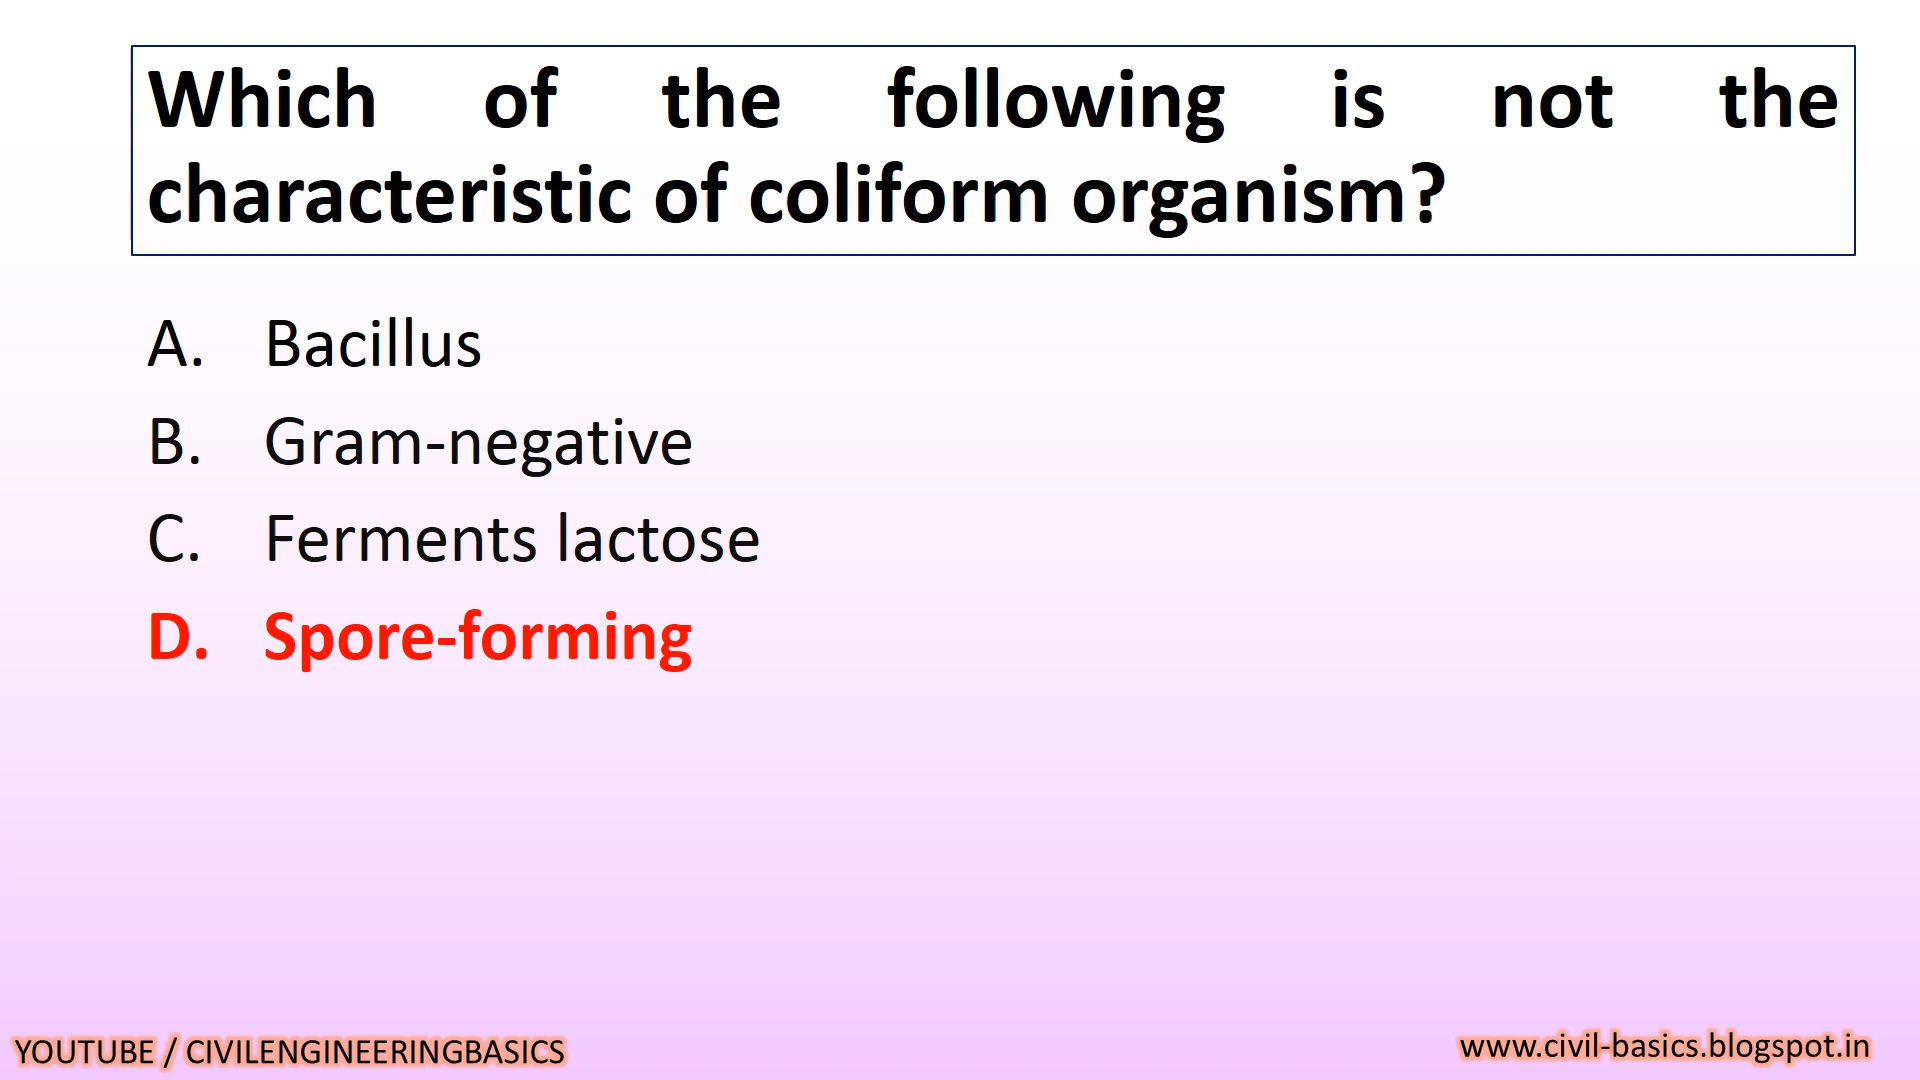 Which of the following is not the
characteristic of coliform organism?
A. Bacillus
B. Gram-negative
C. Ferments lactose
D. Spore-forming
YOUTUBE / CIVILENGINEERINGBASICS
www.civil-basics.blogspot.in